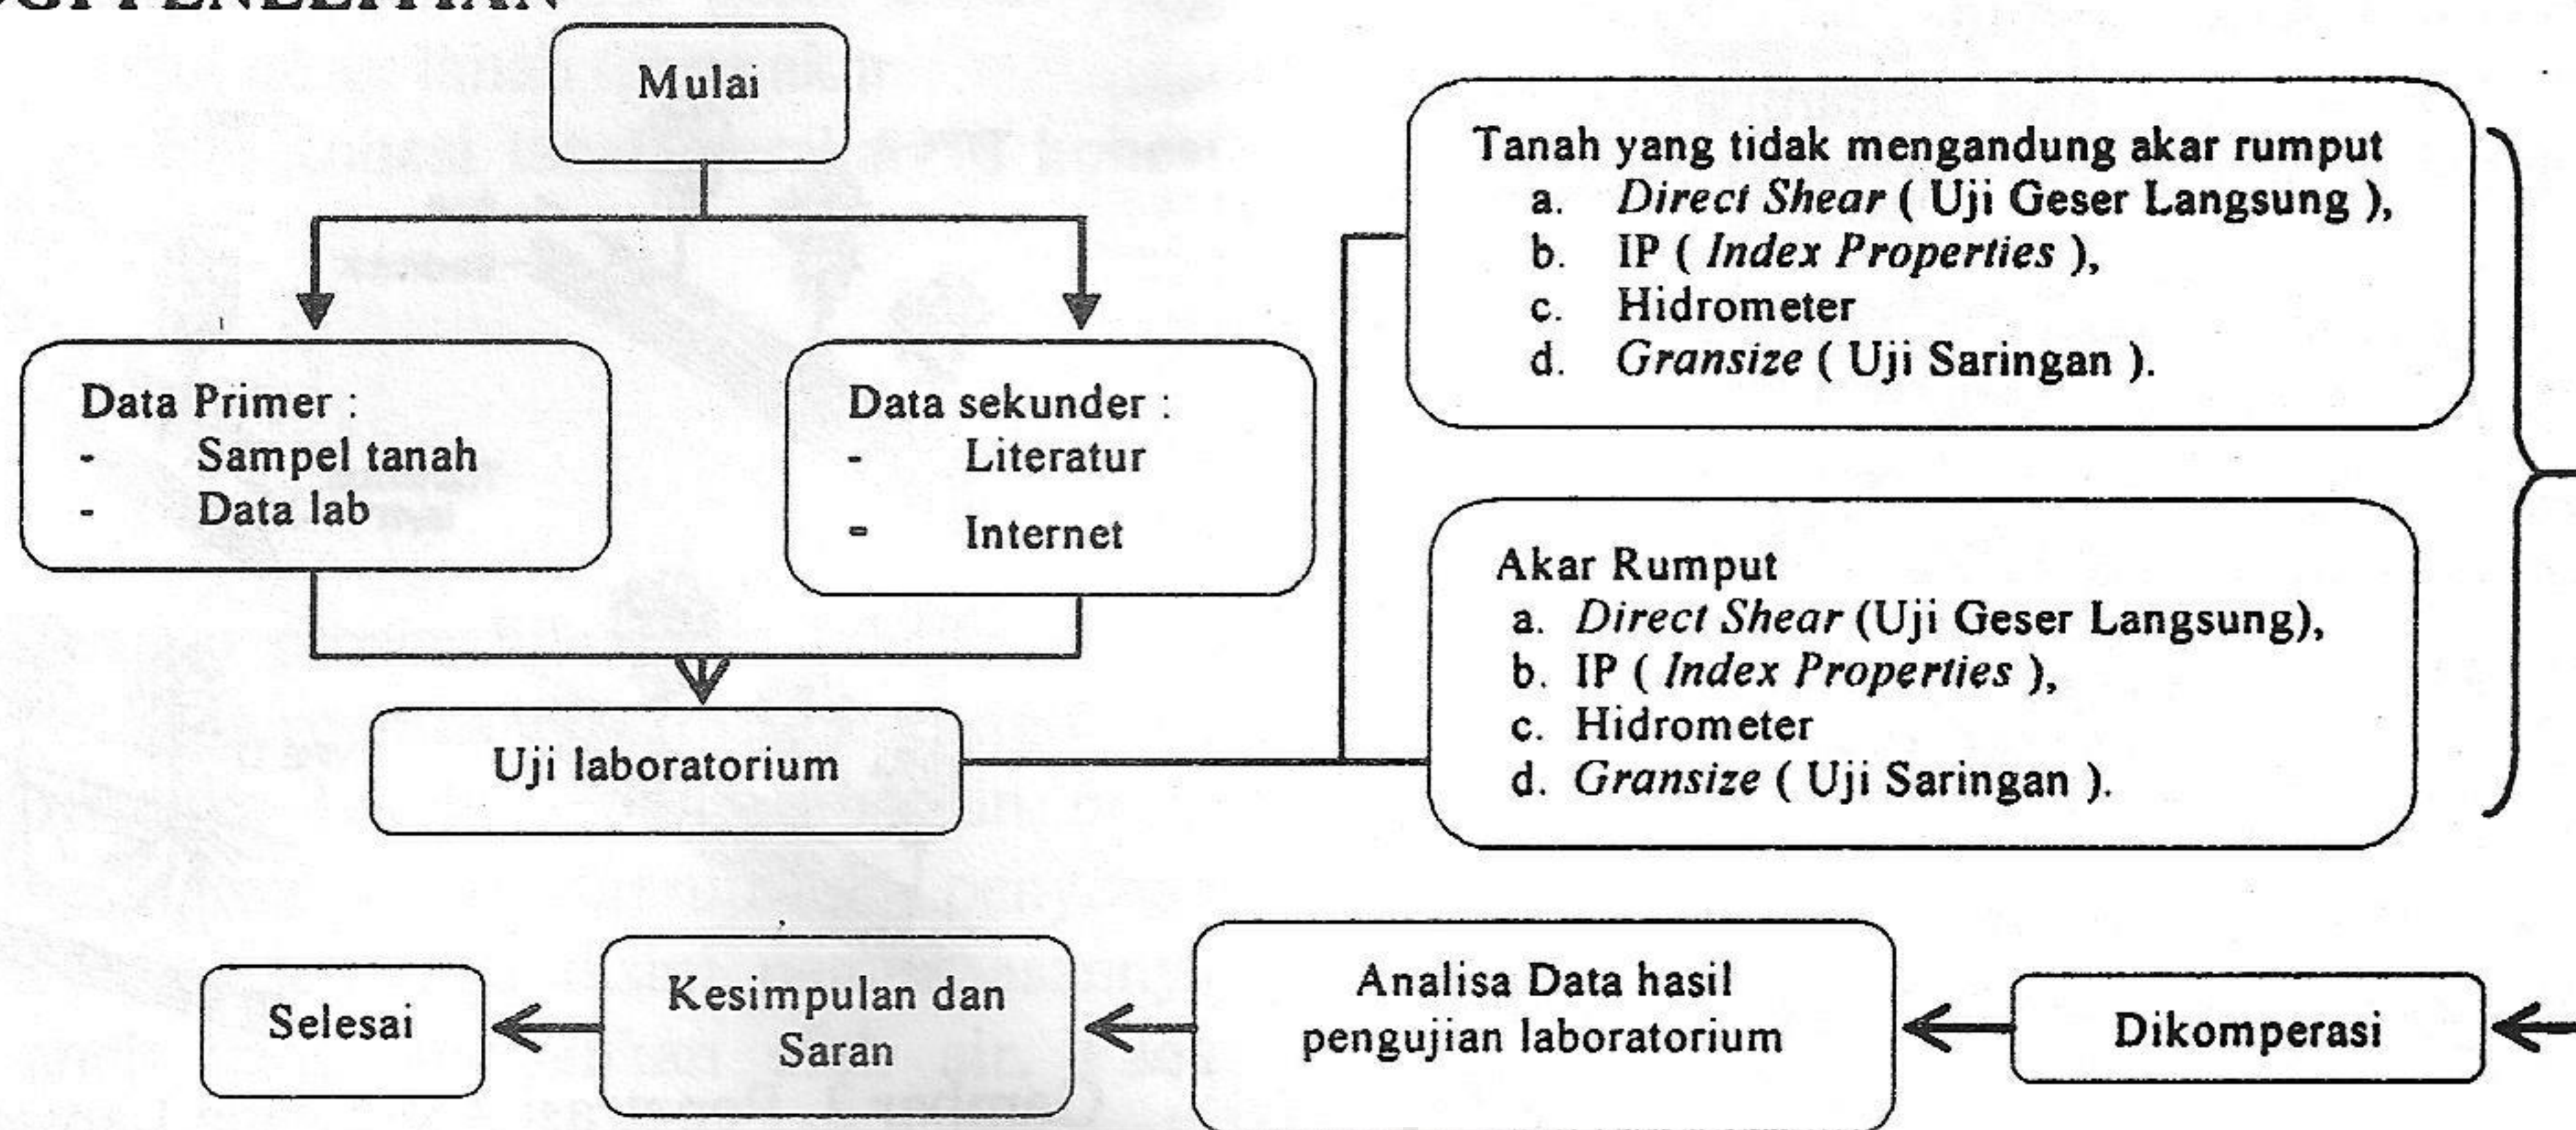 PENELITIAN
Mulai
Data Primer :
- Sampel tanah
- Data lab
Data sekunder :
- Literatur
- Internet
Uji laboratorium
Tanah yang tidak mengandung akar rumput
a. Direct Shear ( Uji Geser Langsung ),
b. IP ( Index Properties ),
c. Hidrometer
d. Gransize ( Uji Saringan ).
Akar Rumput
a. Direct Shear (Uji Geser Langsung),
b. IP ( Index Properties ),
c. Hidrometer
d. Gransize ( Uji Saringan ).
Dikomperasi
Analisa Data hasil
pengujian laboratorium
Kesimpulan dan
Saran
Selesai